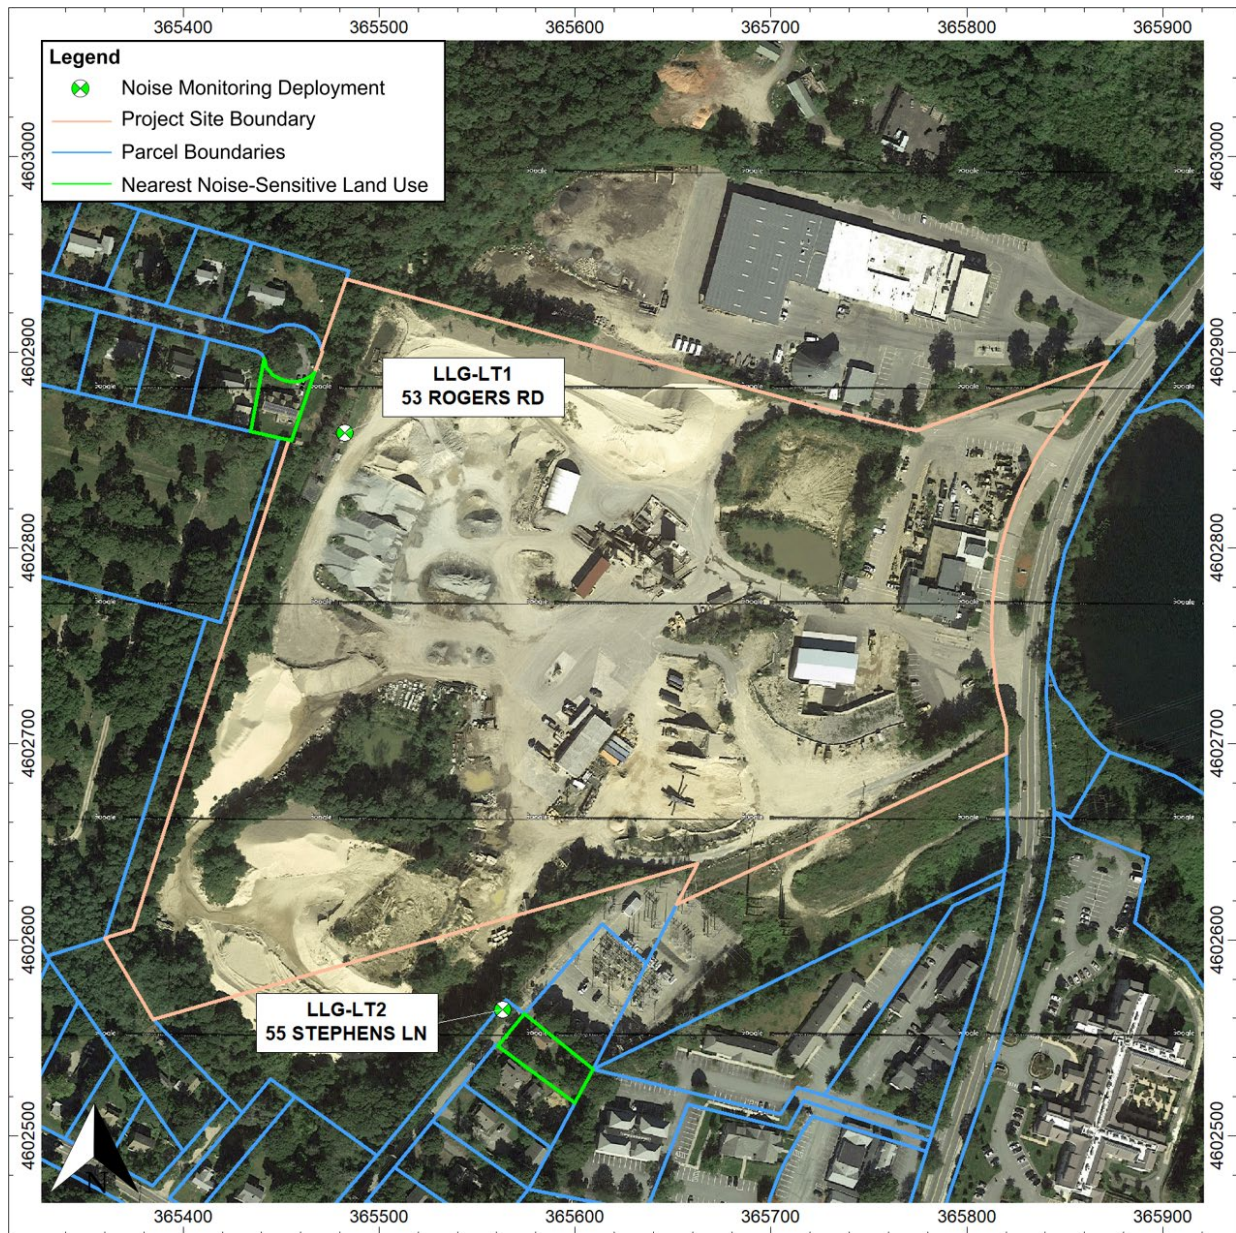 365400 365500 365600 365700 365800 365900
Legend
Noise Monitoring Deployment
Project Site Boundary
Parcel Boundaries
Nearest Noise-Sensitive Land Use
4603000 4603000
4602900 4602900
LLG-LT1
53 ROGERS RD
4602800 4602800
4602700 4602700
4602600 4602600
LLG-LT2
55 STEPHENS LN
4602500 4602500
N
365400 365500 365600 365700 365800 365900